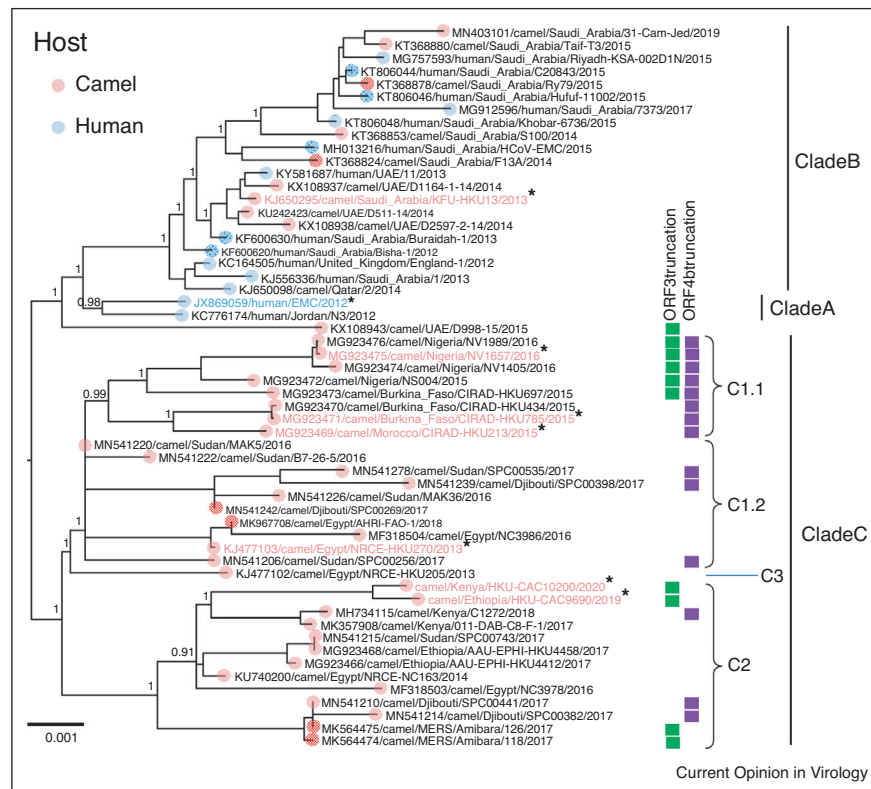 Host
Camel
Human
MN403101/camel/Saudi_Arabia/31-Cam-Jed/2019
KT368880/camel/Saudi_Arabia/Taif-T3/2015
MG757593/human/Saudi_Arabia/Riyadh-KSA-002D1N/2015
KT806044/human/Saudi_Arabia/C20843/2015
KT368878/camel/Saudi_Arabia/Ry79/2015
KT806046/human/Saudi_Arabia/Hufuf-11002/2015
MG912596/human/Saudi_Arabia/7373/2017
KT806048/human/Saudi_Arabia/Khobar-6736/2015
1
KT368853/camel/Saudi_Arabia/S100/2014
1
MH013216/human/Saudi_Arabia/HCoV-EMC/2015
KT368824/camel/Saudi_Arabia/F13A/2014
KY581687/human/UAE/11/2013
1
KX108937/camel/UAE/D1164-1-14/2014
1
KJ650295/camel/Saudi_Arabia/KFU-HKU13/2013*
KU242423/camel/UAE/D511-14/2014
KX108938/camel/UAE/D2597-2-14/2014
KF600630/human/Saudi_Arabia/Buraidah-1/2013
KF600620/human/Saudi_Arabia/Bisha-1/2012
KC164505/human/United_Kingdom/England-1/2012
KJ556336/human/Saudi_Arabia/1/2013
KJ650098/camel/Qatar/2/2014
1
0.98
JX869059/human/EMC/2012*
KC776174/human/Jordan/N3/2012
KX108943/camel/UAE/D998-15/2015
MG923476/camel/Nigeria/NV1989/2016
MG923475/camel/Nigeria/NV1657/2016*
MG923474/camel/Nigeria/NV1405/2016
1
MG923472/camel/Nigeria/NS004/2015
0.99
MG923473/camel/Burkina_Faso/CIRAD-HKU697/2015
MG923470/camel/Burkina_Faso/CIRAD-HKU434/2015
1
MG923471/camel/Burkina_Faso/CIRAD-HKU785/2015*
MG923469/camel/Morocco/CIRAD-HKU213/2015*
MN541220/camel/Sudan/MAK5/2016
MN541222/camel/Sudan/B7-26-5/2016
MN541278/camel/Sudan/SPC00535/2017
MN541239/camel/Djibouti/SPC00398/2017
MN541226/camel/Sudan/MAK36/2016
MN541242/camel/Djibouti/SPC00269/2017
1
MK967708/camel/Egypt/AHRI-FAO-1/2018
MF318504/camel/Egypt/NC3986/2016
1
KJ477103/camel/Egypt/NRCE-HKU270/2013*
MN541206/camel/Sudan/SPC00256/2017
KJ477102/camel/Egypt/NRCE-HKU205/2013
1
camel/Kenya/HKU-CAC10200/2020*
camel/Ethiopia/HKU-CAC9690/2019*
MH734115/camel/Kenya/C1272/2018
MK357908/camel/Kenya/011-DAB-C8-F-1/2017
MN541215/camel/Sudan/SPC00743/2017
0.91
MG923468/camel/Ethiopia/AAU-EPHI-HKU4458/2017
MG923466/camel/Ethiopia/AAU-EPHI-HKU4412/2017
KU740200/camel/Egypt/NRCE-NC163/2014
1
MF318503/camel/Egypt/NC3978/2016
MN541210/camel/Djibouti/SPC00441/2017
MN541214/camel/Djibouti/SPC00382/2017
1
MK564475/camel/MERS/Amibara/126/2017
MK564474/camel/MERS/Amibara/118/2017
0.001
ORF3truncation
ORF4btruncation
CladeB
CladeA
C1.1
C1.2
CladeC
C3
C2
Current Opinion in Virology